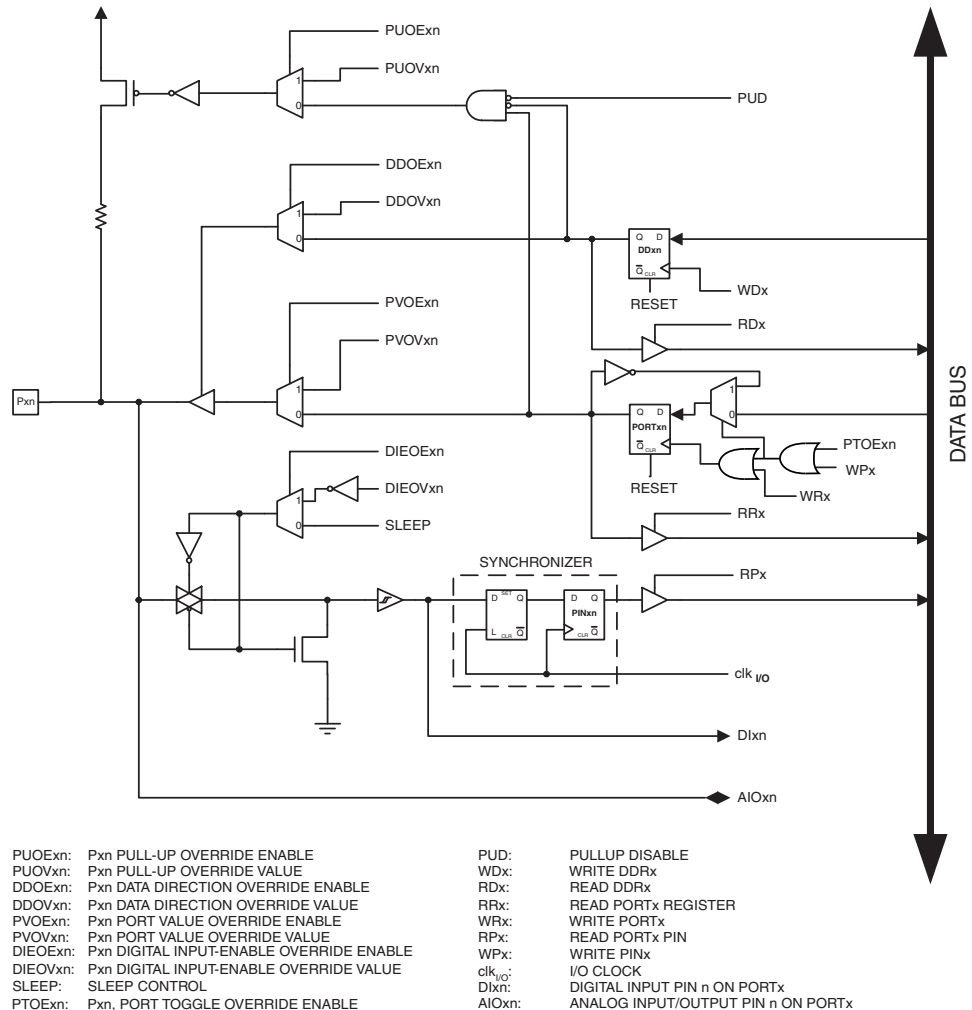 PUOExn
PUOVxn
1
0
PUD
DDOExn
DDOVxn
1
0
Q D
DDxn
Q CLR
WDx
RESET
RDx
PVOExn
PVOVxn
1
0
Pxn
1
0
Q D
PORTxn
Q CLR
RESET
PTOExn
WPx
WRx
RRx
DATA BUS
DIEOExn
DIEOVxn
1
0
SLEEP
SYNCHRONIZER
D SET Q
L CLR Q
D Q
PINxn
CLR Q
RPx
clk I/O
DIxn
AIOxn
PUOExn: Pxn PULL-UP OVERRIDE ENABLE
PUOVxn: Pxn PULL-UP OVERRIDE VALUE
DDOExn: Pxn DATA DIRECTION OVERRIDE ENABLE
DDOVxn: Pxn DATA DIRECTION OVERRIDE VALUE
PVOExn: Pxn PORT VALUE OVERRIDE ENABLE
PVOVxn: Pxn PORT VALUE OVERRIDE VALUE
DIEOExn: Pxn DIGITAL INPUT-ENABLE OVERRIDE ENABLE
DIEOVxn: Pxn DIGITAL INPUT-ENABLE OVERRIDE VALUE
SLEEP: SLEEP CONTROL
PTOExn: Pxn, PORT TOGGLE OVERRIDE ENABLE
PUD: PULLUP DISABLE
WDx: WRITE DDRx
RDx: READ DDRx
RRx: READ PORTx REGISTER
WRx: WRITE PORTx
RPx: READ PORTx PIN
WPx: WRITE PINx
clkI/O: I/O CLOCK
DIxn: DIGITAL INPUT PIN n ON PORTx
AIOxn: ANALOG INPUT/OUTPUT PIN n ON PORTx